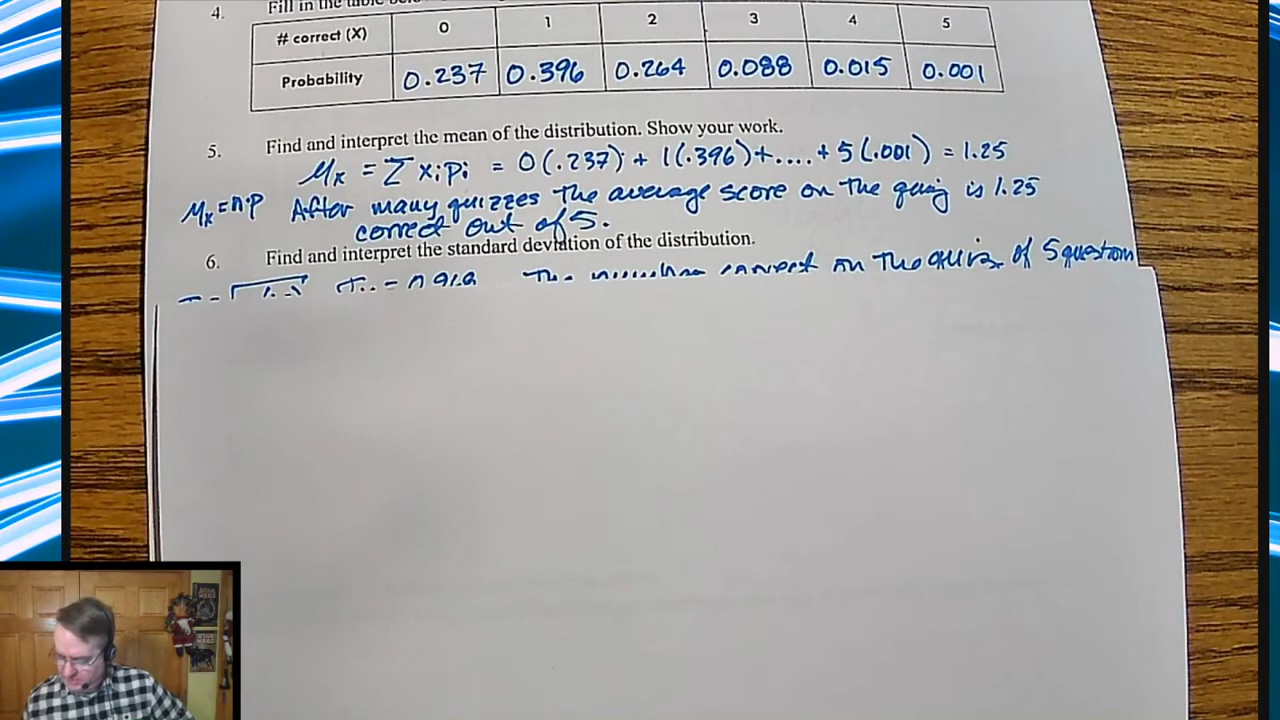 4. Fill in the table
# correct (X) 0 1 2 3 4 5
Probability 0.237 0.396 0.264 0.088 0.015 0.001
5. Find and interpret the mean of the distribution. Show your work.
μx = Σ xᵢpᵢ = 0(.237) + 1(.396)+....+ 5(.001) = 1.25
μx=n·p After many quizzes the average score on the quiz is 1.25
correct out of 5.
6. Find and interpret the standard deviation of the distribution.
correct on the quiz of 5 question
STAR WARS
STAR WARS